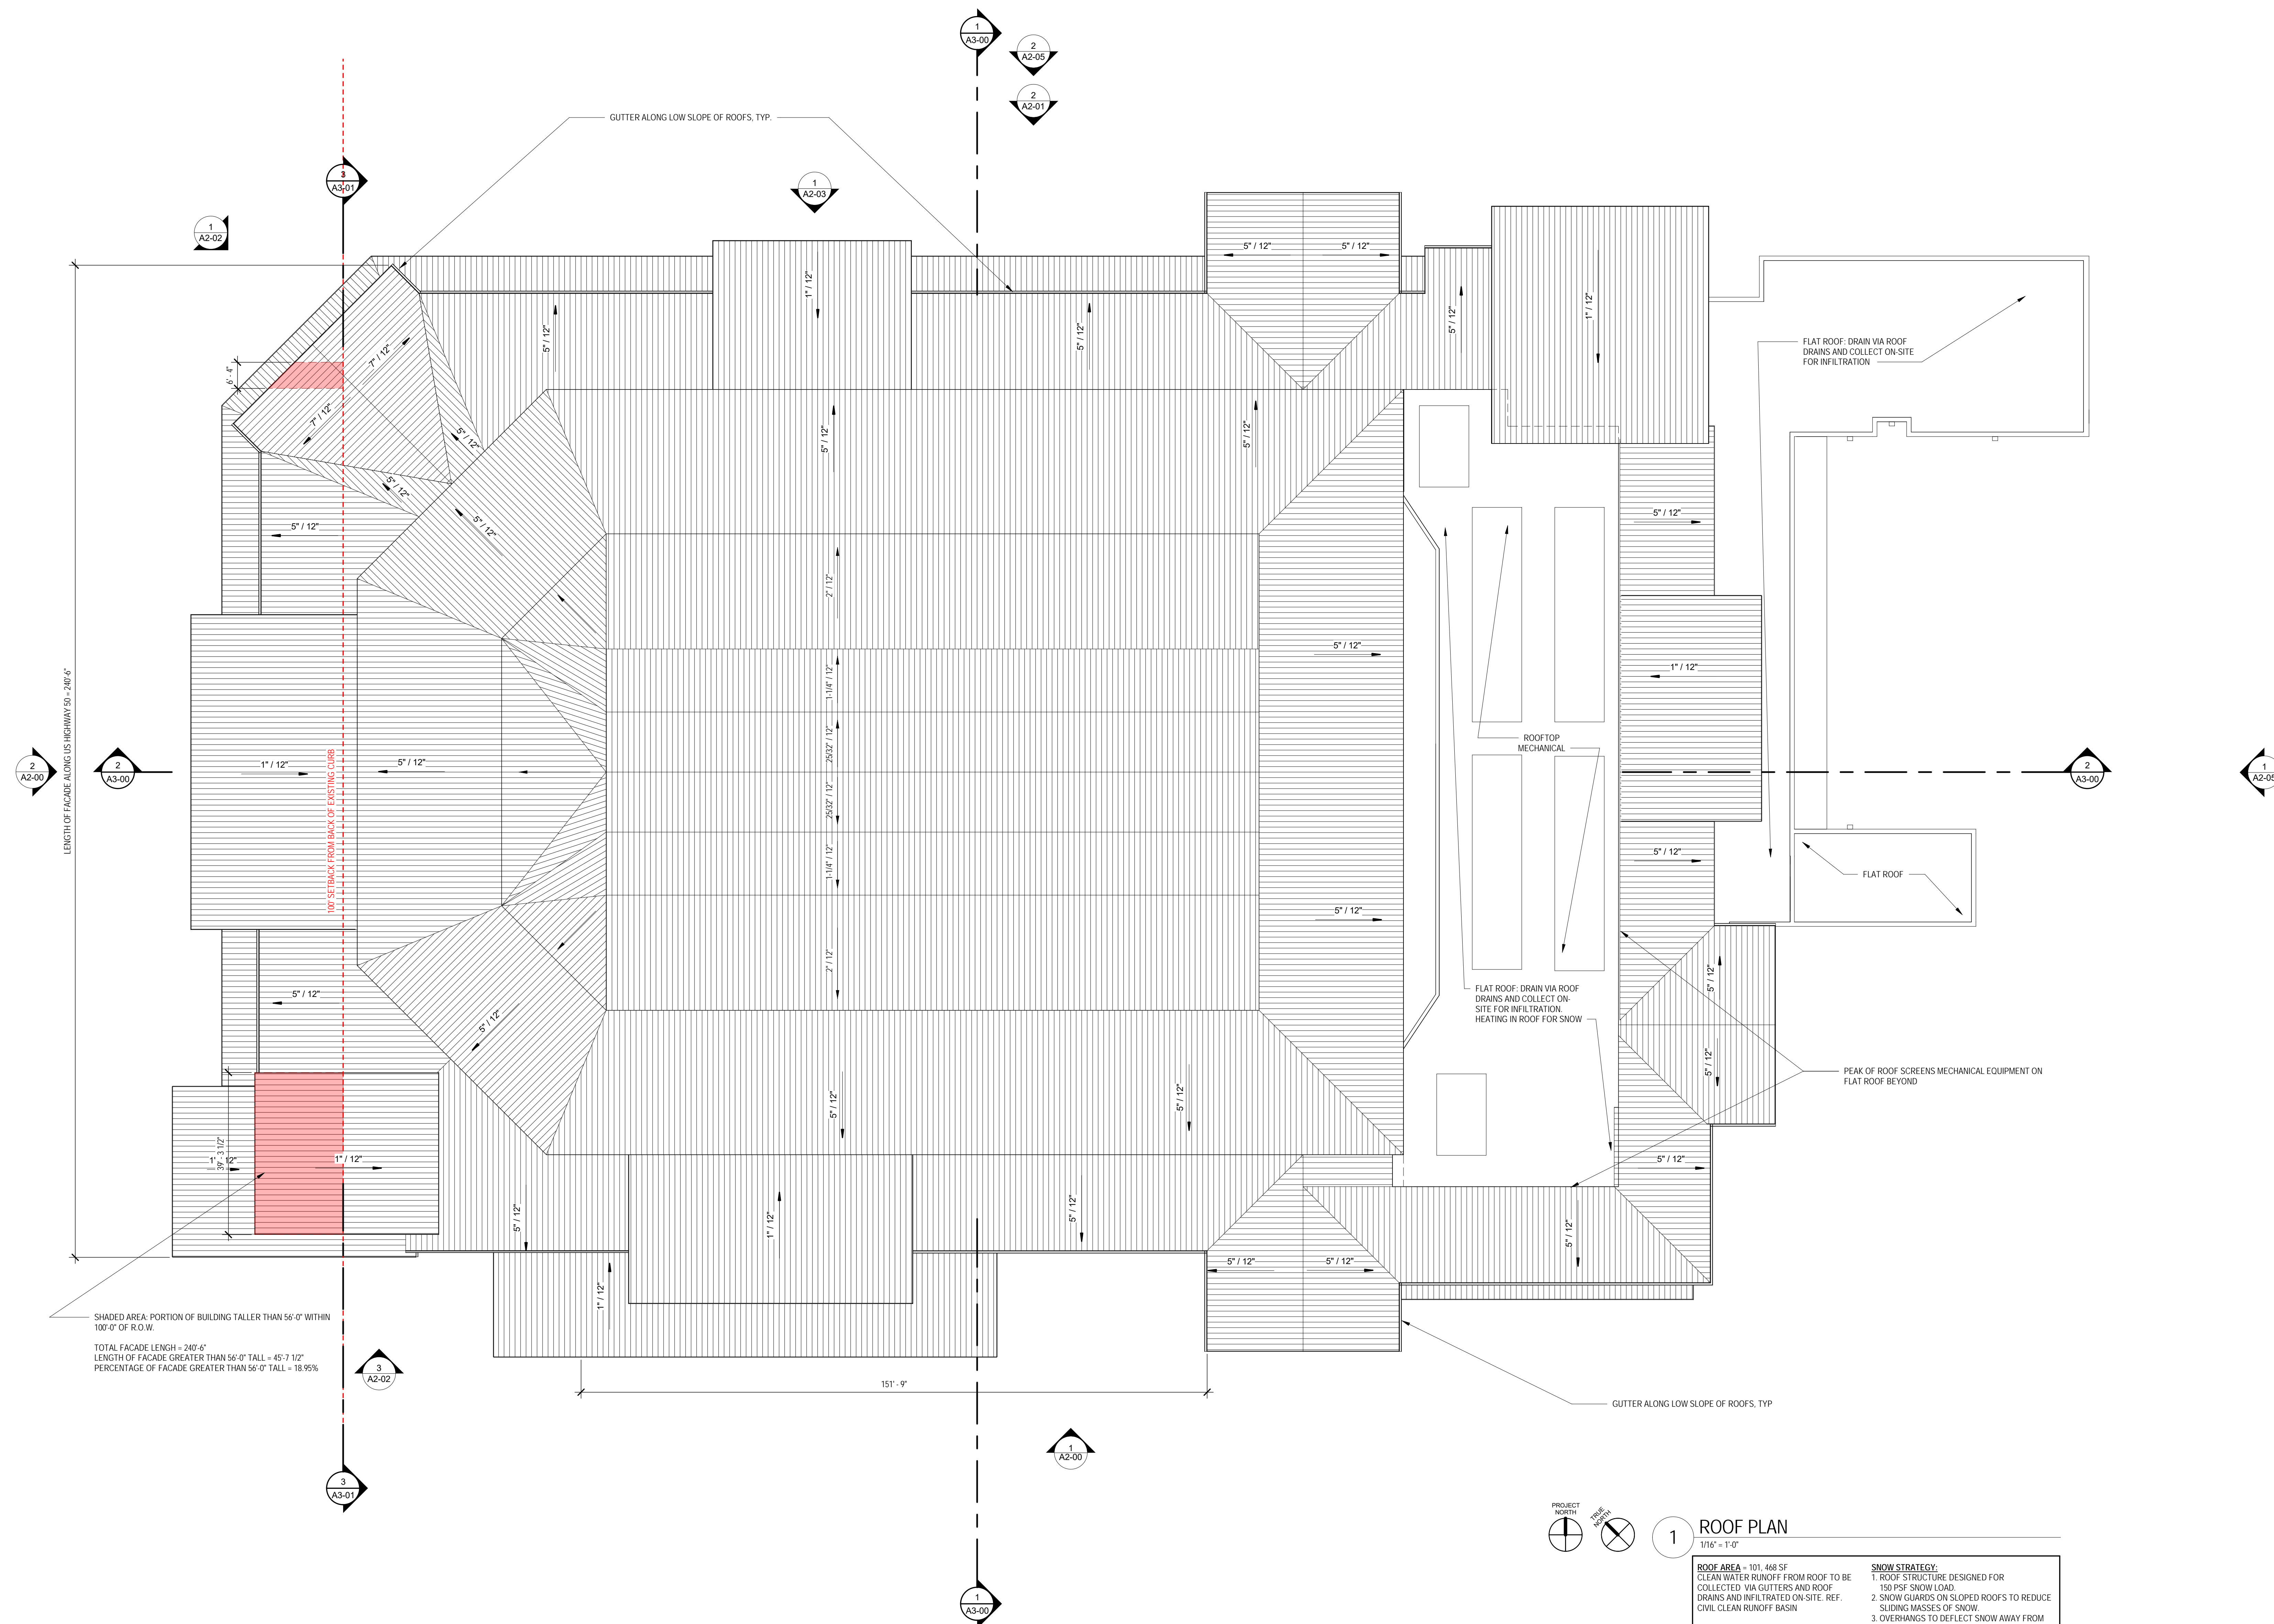 1
A3-00
2
A2-05
2
A2-01
GUTTER ALONG LOW SLOPE OF ROOFS, TYP.
3
A3-01
1
A2-03
1
A2-02
5" / 12"
5" / 12"
1" / 12"
5" / 12"
5" / 12"
5" / 12"
1" / 12"
FLAT ROOF: DRAIN VIA ROOF
DRAINS AND COLLECT ON-SITE
FOR INFILTRATION
6' - 4"
7" / 12"
7" / 12"
5" / 12"
5" / 12"
5" / 12"
5" / 12"
5" / 12"
5" / 12"
5" / 12"
2" / 12"
5" / 12"
1-1/4" / 12"
1" / 12"
LENGTH OF FACADE ALONG US HIGHWAY 50 = 240'-6"
100' SETBACK FROM BACK OF EXISTING CURB
25/32" / 12"
25/32" / 12"
1-1/4" / 12"
2" / 12"
ROOFTOP
MECHANICAL
2
A2-00
2
A3-00
1" / 12"
5" / 12"
2
A3-00
1
A2-05
5" / 12"
FLAT ROOF
5" / 12"
5" / 12"
5" / 12"
FLAT ROOF: DRAIN VIA ROOF
DRAINS AND COLLECT ON-
SITE FOR INFILTRATION.
HEATING IN ROOF FOR SNOW
5" / 12"
5" / 12"
PEAK OF ROOF SCREENS MECHANICAL EQUIPMENT ON
FLAT ROOF BEYOND
5" / 12"
5" / 12"
39' - 3 1/2"
1" / 12"
1" / 12"
5" / 12"
5" / 12"
1" / 12"
5" / 12"
5" / 12"
5" / 12"
5" / 12"
1" / 12"
SHADED AREA: PORTION OF BUILDING TALLER THAN 56'-0" WITHIN
100'-0" OF R.O.W.
TOTAL FACADE LENGH = 240'-6"
LENGTH OF FACADE GREATER THAN 56'-0" TALL = 45'-7 1/2"
PERCENTAGE OF FACADE GREATER THAN 56'-0" TALL = 18.95%
3
A2-02
151' - 9"
GUTTER ALONG LOW SLOPE OF ROOFS, TYP
1
A2-00
3
A3-01
PROJECT
NORTH
TRUE
NORTH
1
ROOF PLAN
1/16" = 1'-0"
ROOF AREA = 101, 468 SF
CLEAN WATER RUNOFF FROM ROOF TO BE
COLLECTED VIA GUTTERS AND ROOF
DRAINS AND INFILTRATED ON-SITE. REF.
CIVIL CLEAN RUNOFF BASIN
SNOW STRATEGY:
1. ROOF STRUCTURE DESIGNED FOR
150 PSF SNOW LOAD.
2. SNOW GUARDS ON SLOPED ROOFS TO REDUCE
SLIDING MASSES OF SNOW.
3. OVERHANGS TO DEFLECT SNOW AWAY FROM
1
A3-00